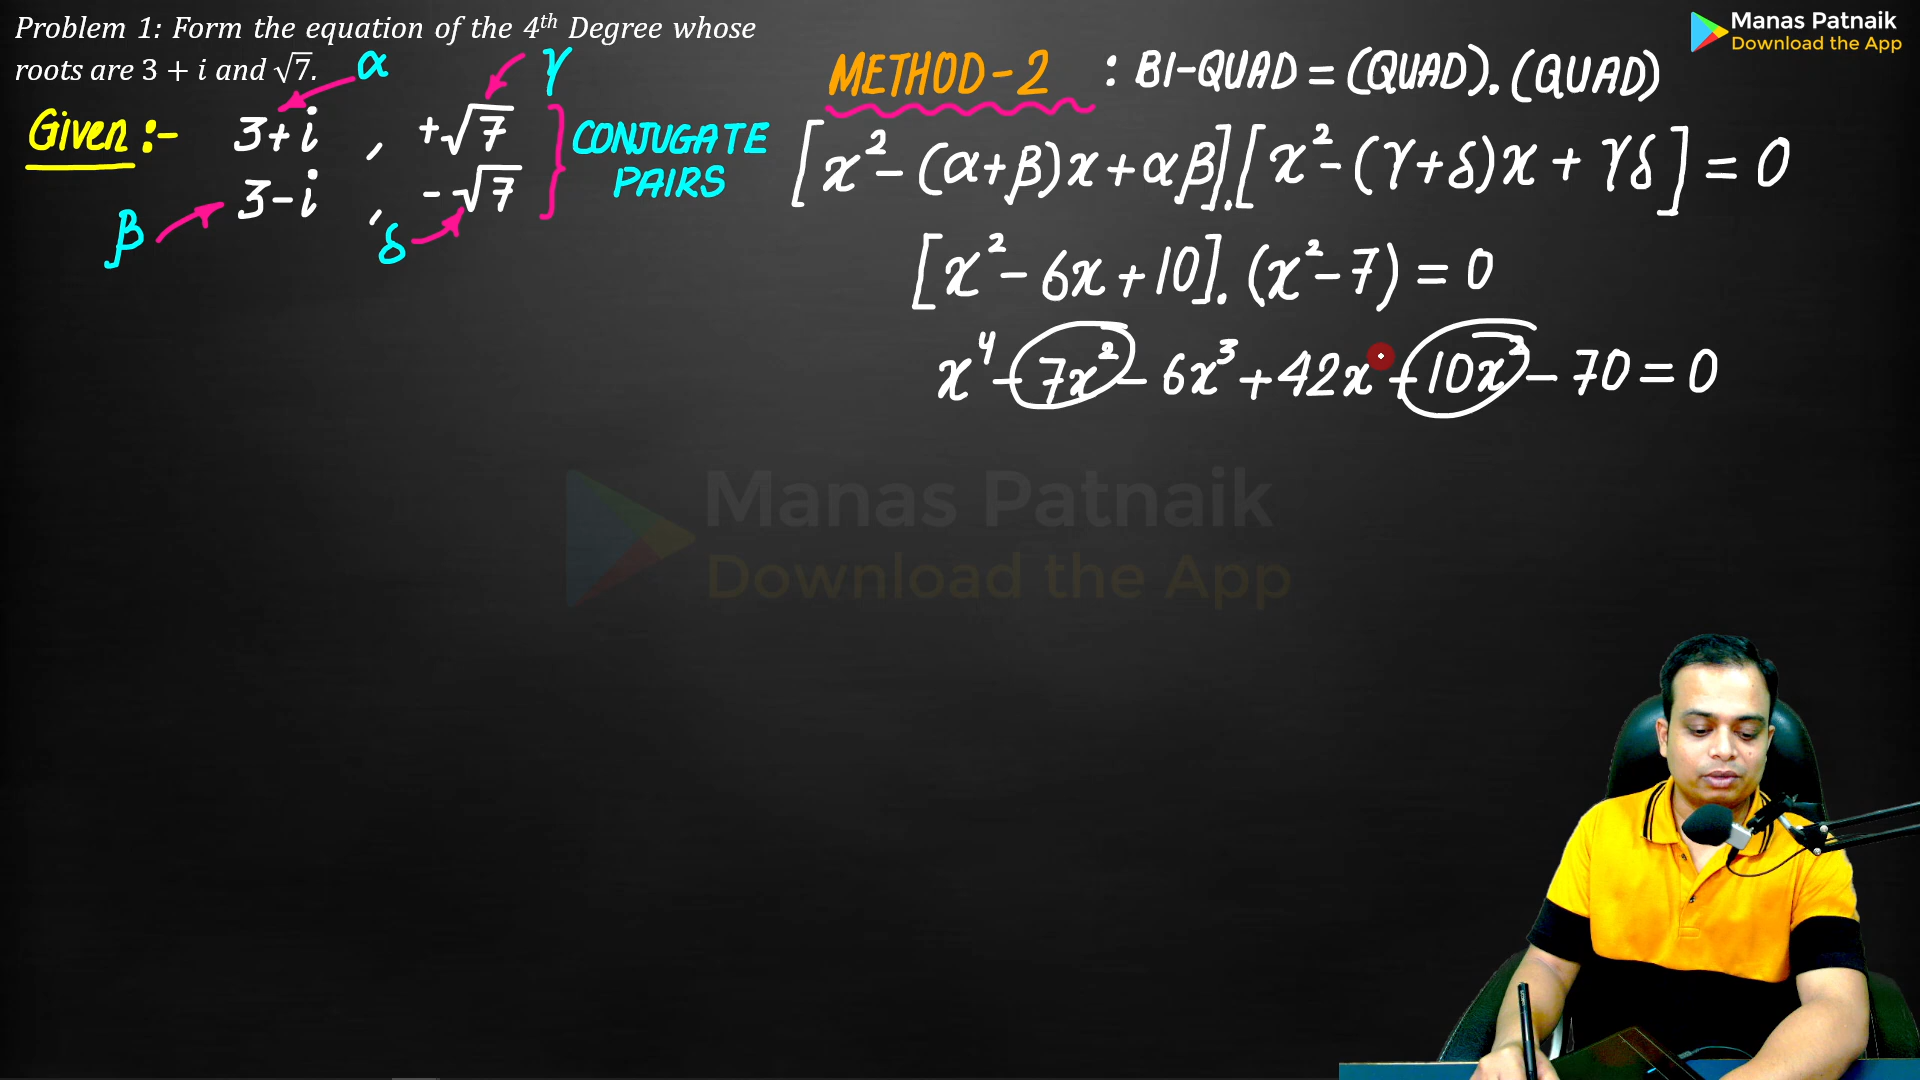 Problem 1: Form the equation of the 4th Degree whose
roots are 3 + i and √7.
α
γ
Given :-
3+i , +√7
3-i , -√7
β
δ
CONJUGATE
PAIRS
METHOD-2 : BI-QUAD = (QUAD).(QUAD)
[x² - (α+β)x + αβ].[x² - (γ+δ)x + γδ] = 0
[x² - 6x + 10].(x² - 7) = 0
x⁴ - 7x² - 6x³ + 42x + 10x² - 70 = 0
Manas Patnaik
Download the App
Manas Patnaik
Download the App